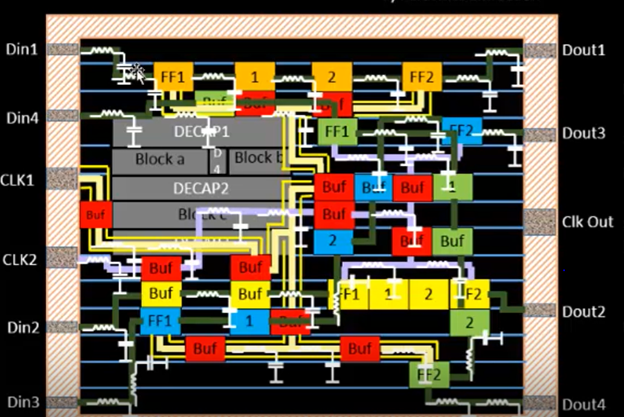 Din1
Dout1
FF1 1 2 FF2
Buf Buf Buf
Din4
DECAP1
FF1
FF2
Dout3
Block a
D
4
Block b
CLK1
DECAP2
Buf Buf Buf 1
Buf
Block c
Buf
Clk Out
2
Buf Buf
CLK2
Buf Buf
Buf Buf
FF1 1 2 FF2
Dout2
Din2
FF1 1 Buf
2
Buf Buf
FF2
Din3
Dout4